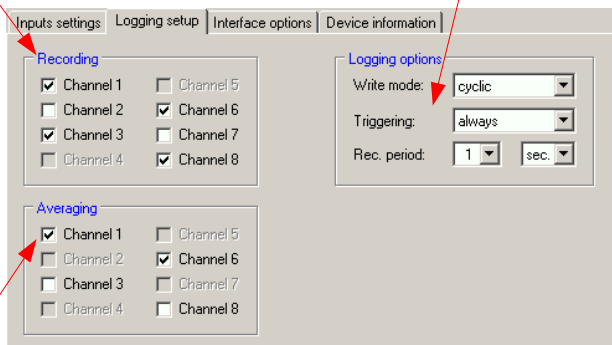 Inputs settings Logging setup Interface options Device information
Recording
Channel 1 Channel 5
Channel 2 Channel 6
Channel 3 Channel 7
Channel 4 Channel 8
Logging options
Write mode: cyclic
Triggering: always
Rec. period: 1 sec.
Averaging
Channel 1 Channel 5
Channel 2 Channel 6
Channel 3 Channel 7
Channel 4 Channel 8